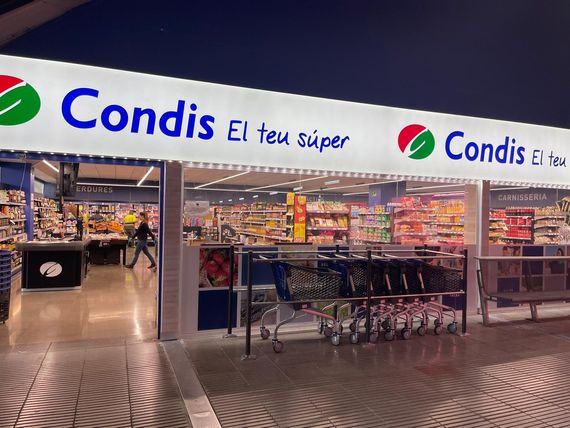 Condis El teu súper
Condis El teu
VERDURES
CARNISSERIA